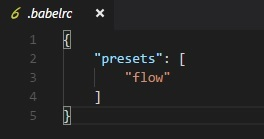 6 .babelrc ×
1 {
2 "presets": [
3 "flow"
4 ]
5 }